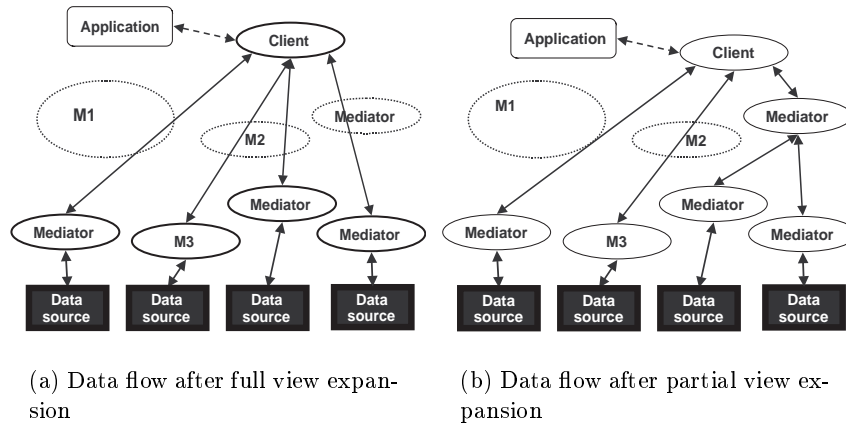 Application
Client
M1
M2
Mediator
Mediator
Mediator
M3
Mediator
Data
source
Data
source
Data
source
Data
source
(a) Data flow after full view expan-
sion
Application
Client
M1
Mediator
M2
Mediator
Mediator
M3
Mediator
Data
source
Data
source
Data
source
Data
source
(b) Data flow after partial view ex-
pansion